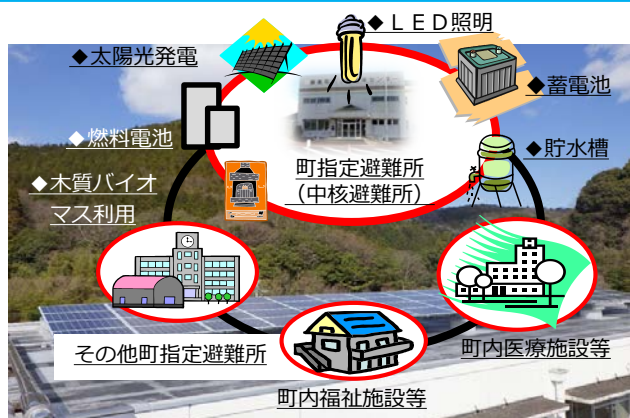 ◆ＬＥＤ照明
◆太陽光発電
◆蓄電池
◆燃料電池
◆貯水槽
◆木質バイオ
マス利用
町指定避難所
（中核避難所）
その他町指定避難所
町内医療施設等
町内福祉施設等